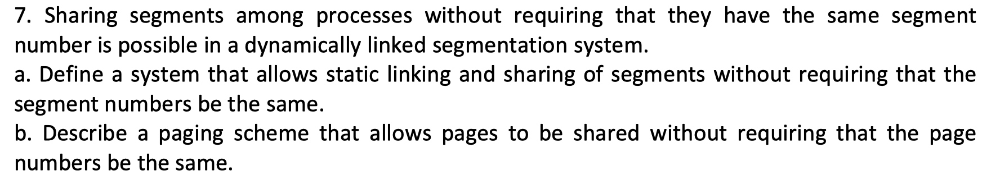 7. Sharing segments among processes without requiring that they have the same segment
number is possible in a dynamically linked segmentation system.
a. Define a system that allows static linking and sharing of segments without requiring that the
segment numbers be the same.
b. Describe a paging scheme that allows pages to be shared without requiring that the page
numbers be the same.